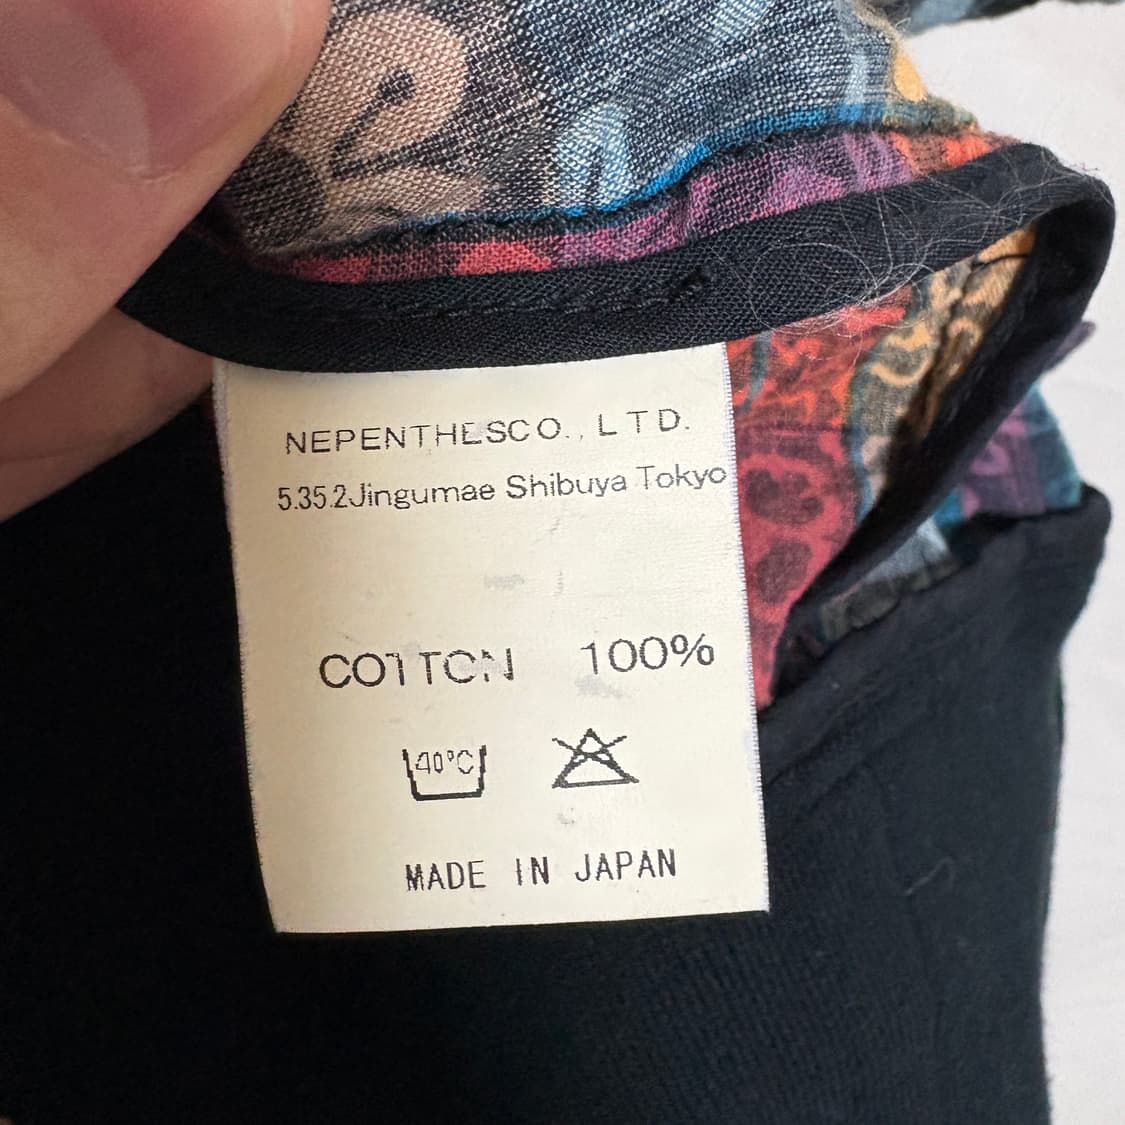 NEPENTHESCO., LTD.
5.35.2Jingumae Shibuya Tokyo
COTTON 100%
40°C
MADE IN JAPAN